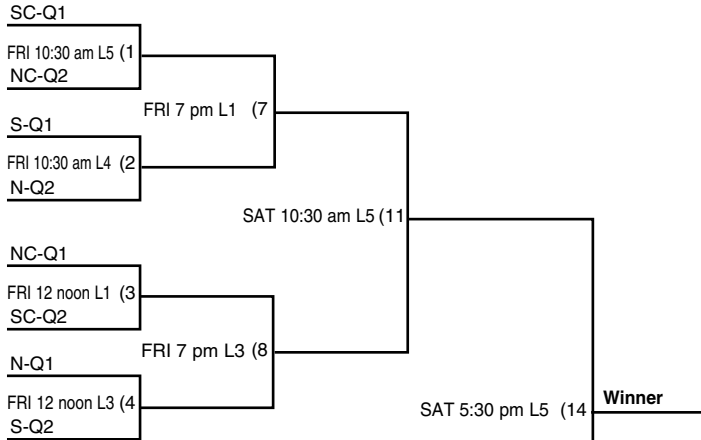 SC-Q1
FRI 10:30 am L5 (1
NC-Q2
FRI 7 pm L1 (7
S-Q1
FRI 10:30 am L4 (2
N-Q2
SAT 10:30 am L5 (11
NC-Q1
FRI 12 noon L1 (3
SC-Q2
FRI 7 pm L3 (8
N-Q1
FRI 12 noon L3 (4
S-Q2
SAT 5:30 pm L5 (14
Winner